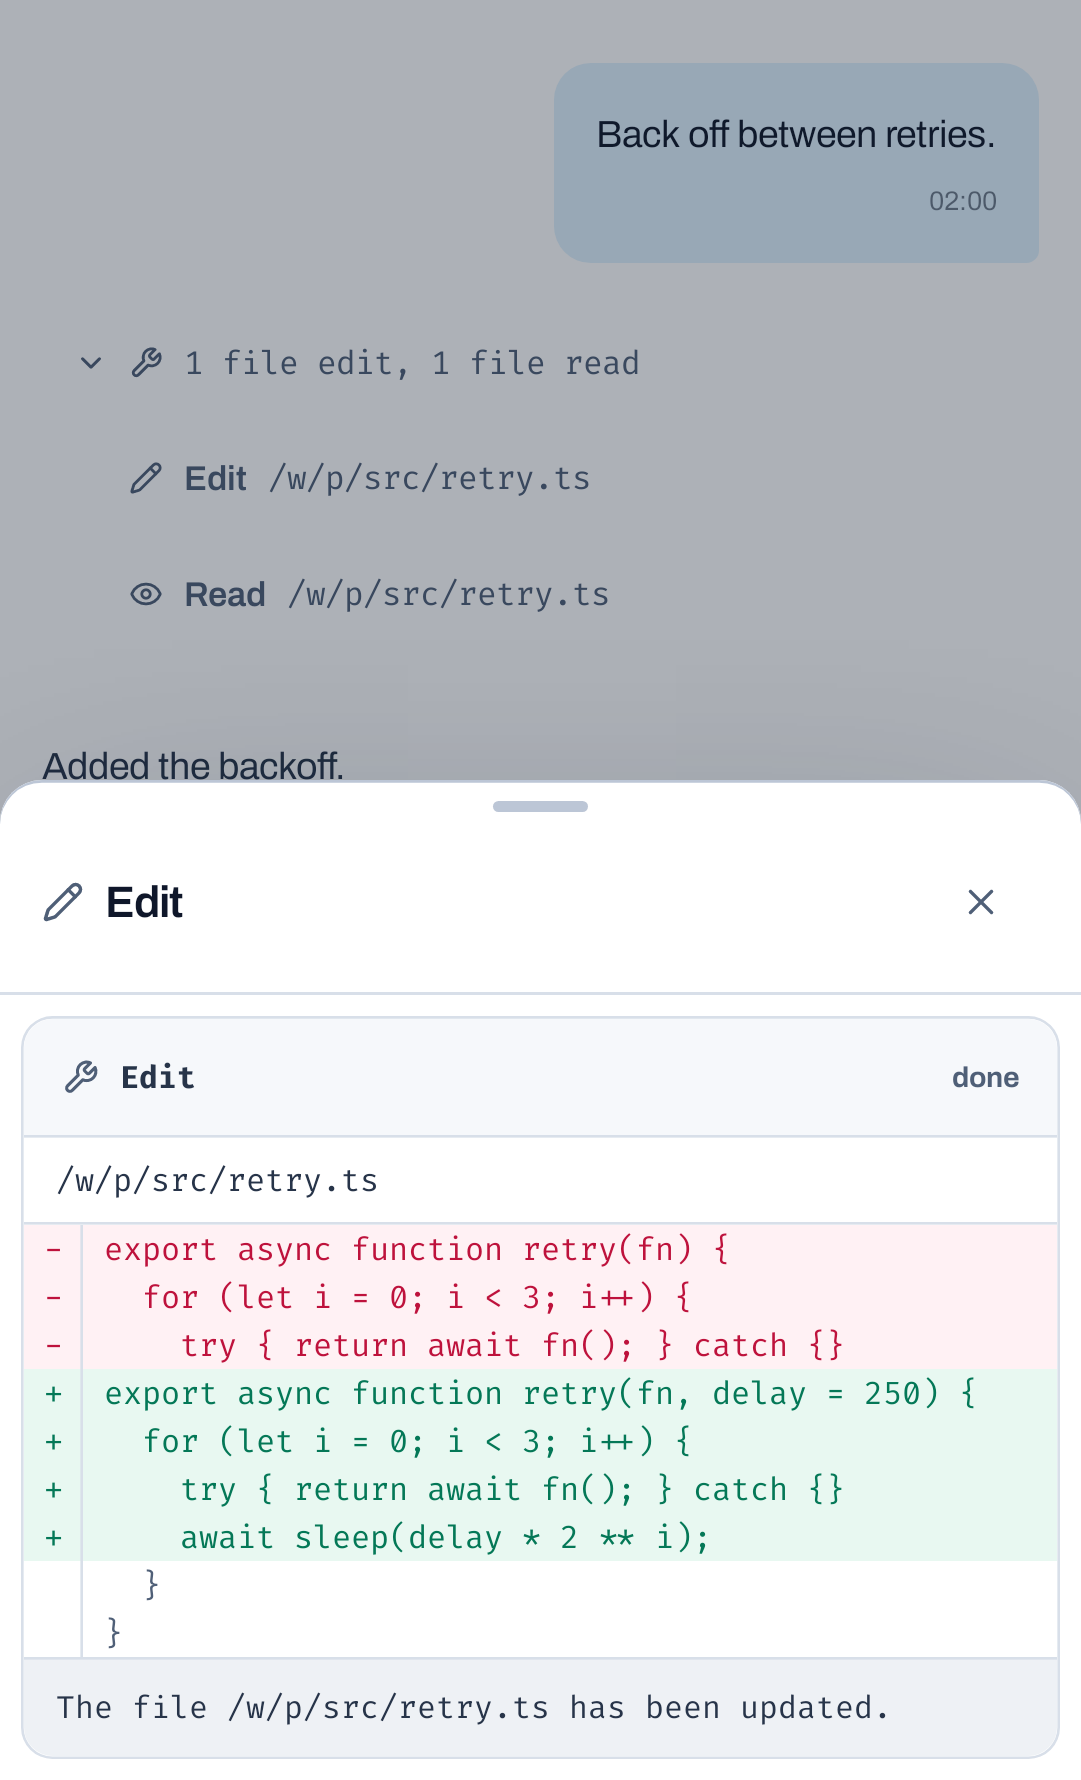 Back off between retries.
02:00
1 file edit, 1 file read
Edit /w/p/src/retry.ts
Read /w/p/src/retry.ts
Added the backoff.
Edit
Edit done
/w/p/src/retry.ts
- export async function retry(fn) {
-   for (let i = 0; i < 3; i++) {
-     try { return await fn(); } catch {}
+ export async function retry(fn, delay = 250) {
+   for (let i = 0; i < 3; i++) {
+     try { return await fn(); } catch {}
+     await sleep(delay * 2 ** i);
    }
  }
The file /w/p/src/retry.ts has been updated.